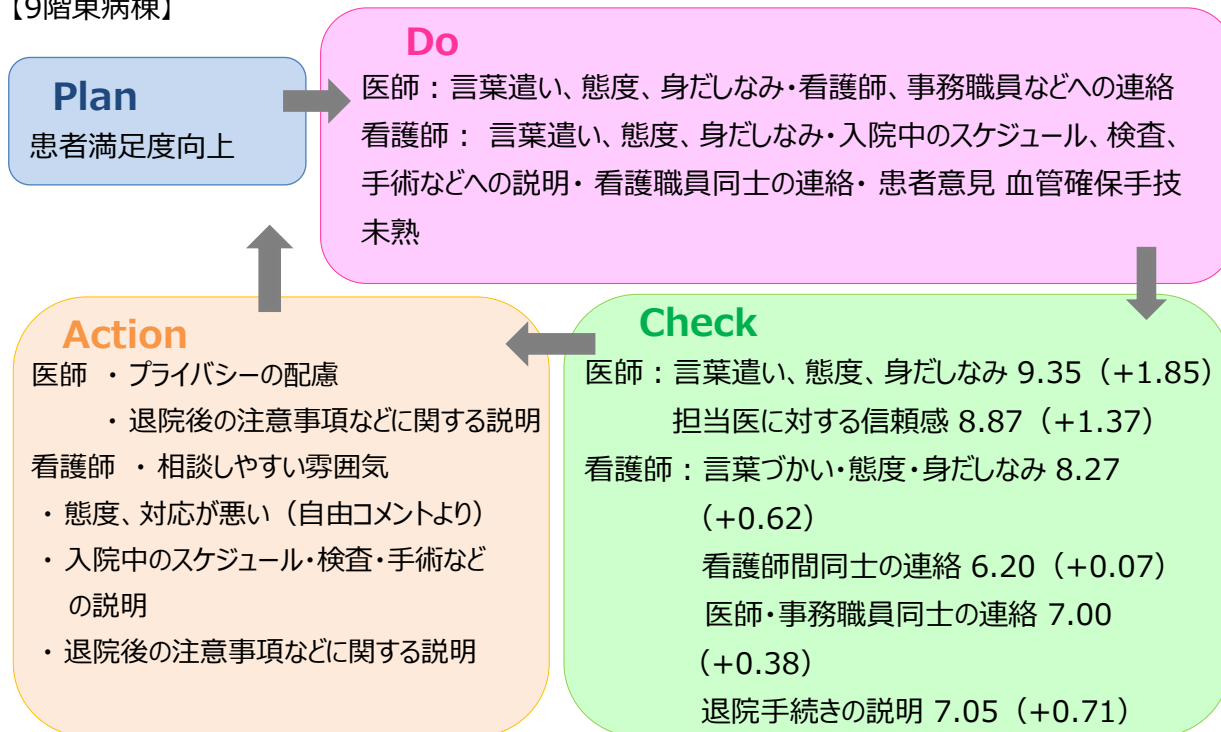 【9階東病棟】
Plan
患者満足度向上
Do
医師：言葉遣い、態度、身だしなみ・看護師、事務職員などへの連絡
看護師： 言葉遣い、態度、身だしなみ・入院中のスケジュール、検査、
手術などへの説明・ 看護職員同士の連絡・ 患者意見 血管確保手技
未熟
Check
医師：言葉遣い、態度、身だしなみ 9.35（+1.85）
担当医に対する信頼感 8.87（+1.37）
看護師：言葉づかい・態度・身だしなみ 8.27
（+0.62）
看護師間同士の連絡 6.20（+0.07）
医師・事務職員同士の連絡 7.00
（+0.38）
退院手続きの説明 7.05（+0.71）
Action
医師 ・プライバシーの配慮
・退院後の注意事項などに関する説明
看護師 ・相談しやすい雰囲気
・態度、対応が悪い（自由コメントより）
・入院中のスケジュール・検査・手術など
の説明
・退院後の注意事項などに関する説明